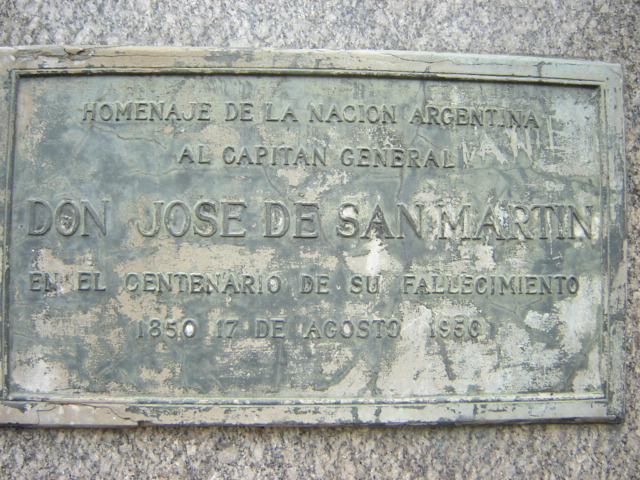 HOMENAJE DE LA NACION ARGENTINA
AL CAPITAN GENERAL
DON JOSE DE SAN MARTIN
EN EL CENTENARIO DE SU FALLECIMIENTO
1850 17 DE AGOSTO 1950